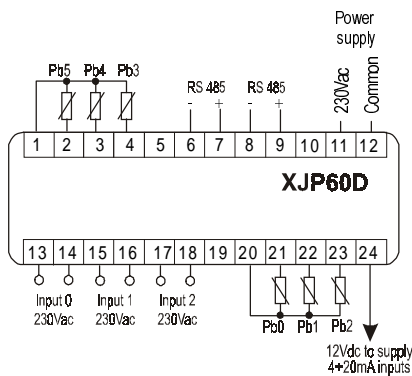 Power
supply
Pb5 Pb4 Pb3
RS 485 RS 485
- + - +
230Vac
Common
1 2 3 4 5 6 7 8 9 10 11 12
XJP60D
13 14 15 16 17 18 19 20 21 22 23 24
Input 0 Input 1 Input 2
230Vac 230Vac 230Vac
Pb0 Pb1 Pb2
12Vdc to supply
4÷20mA inputs